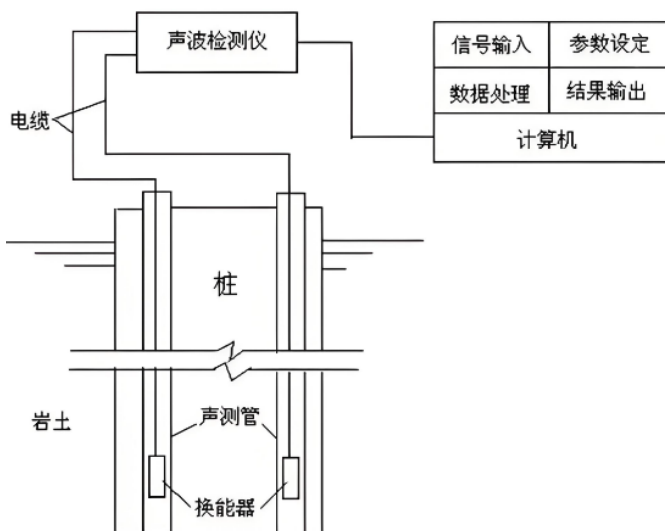 声波检测仪
信号输入
参数设定
数据处理
结果输出
计算机
电缆
桩
岩土
声测管
换能器